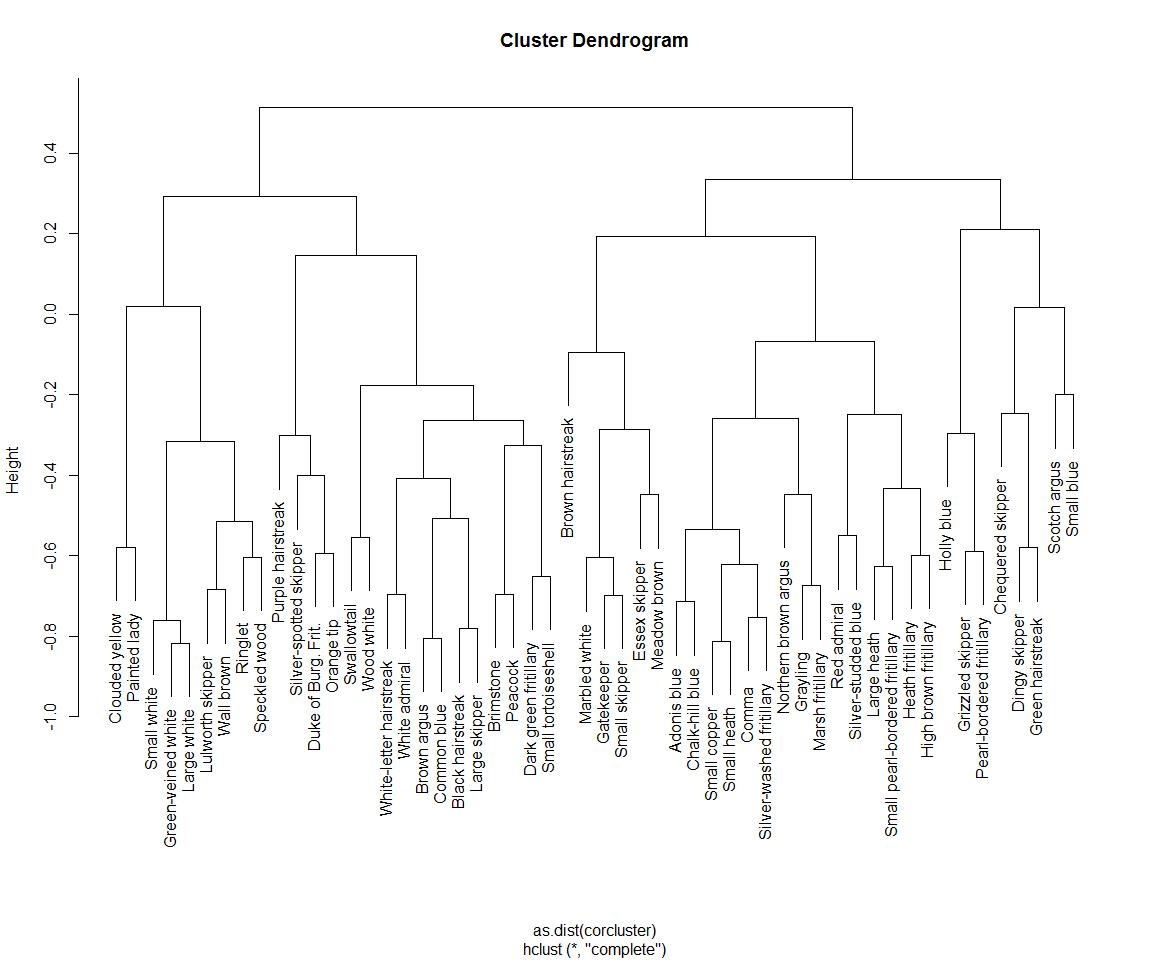 Cluster Dendrogram
Height
0.4
0.2
0.0
-0.2
-0.4
-0.6
-0.8
-1.0
Clouded yellow
Painted lady
Small white
Green-veined white
Large white
Lulworth skipper
Wall brown
Ringlet
Speckled wood
Purple hairstreak
Silver-spotted skipper
Duke of Burg. Frit.
Orange tip
Swallowtail
Wood white
White-letter hairstreak
White admiral
Brown argus
Common blue
Black hairstreak
Large skipper
Brimstone
Peacock
Dark green fritillary
Small tortoiseshell
Brown hairstreak
Marbled white
Gatekeeper
Small skipper
Essex skipper
Meadow brown
Adonis blue
Chalk-hill blue
Small copper
Small heath
Comma
Silver-washed fritillary
Northern brown argus
Grayling
Marsh fritillary
Red admiral
Silver-studded blue
Large heath
Small pearl-bordered fritillary
Heath fritillary
High brown fritillary
Holly blue
Grizzled skipper
Pearl-bordered fritillary
Chequered skipper
Dingy skipper
Green hairstreak
Scotch argus
Small blue
as.dist(corcluster)
hclust (*, "complete")